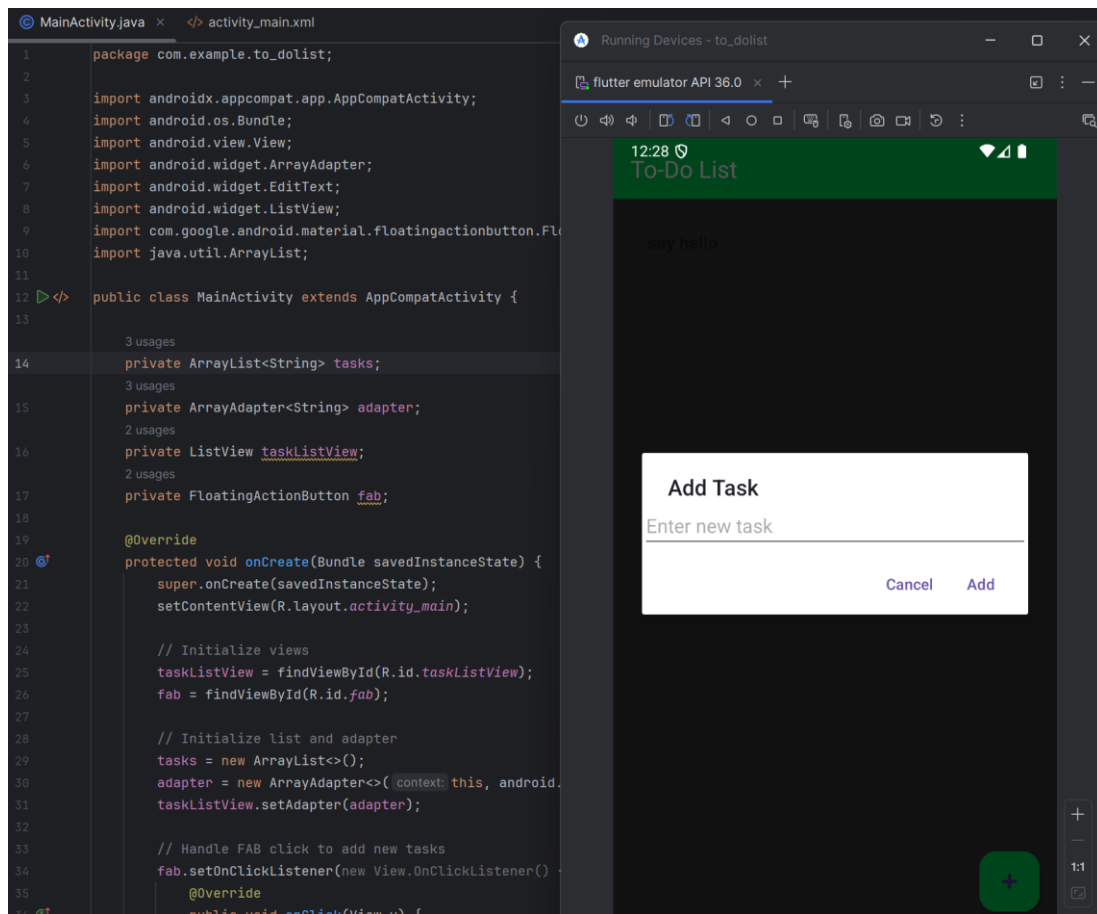 MainActivity.java
activity_main.xml
Running Devices - to_dolist
flutter emulator API 36.0
1 package com.example.to_dolist;
2
3 import androidx.appcompat.app.AppCompatActivity;
4 import android.os.Bundle;
5 import android.view.View;
6 import android.widget.ArrayAdapter;
7 import android.widget.EditText;
8 import android.widget.ListView;
9 import com.google.android.material.floatingactionbutton.Flo
10 import java.util.ArrayList;
11
12 </> public class MainActivity extends AppCompatActivity {
13
3 usages
14 private ArrayList<String> tasks;
3 usages
15 private ArrayAdapter<String> adapter;
2 usages
16 private ListView taskListView;
2 usages
17 private FloatingActionButton fab;
18
19 @Override
20 protected void onCreate(Bundle savedInstanceState) {
21 super.onCreate(savedInstanceState);
22 setContentView(R.layout.activity_main);
23
24 // Initialize views
25 taskListView = findViewById(R.id.taskListView);
26 fab = findViewById(R.id.fab);
27
28 // Initialize list and adapter
29 tasks = new ArrayList<>();
30 adapter = new ArrayAdapter<>( context: this, android.
31 taskListView.setAdapter(adapter);
32
33 // Handle FAB click to add new tasks
34 fab.setOnClickListener(new View.OnClickListener() {
35 @Override
public void onClick(View v) {
12:28
To-Do List
say hello
Add Task
Enter new task
Cancel Add
1:1